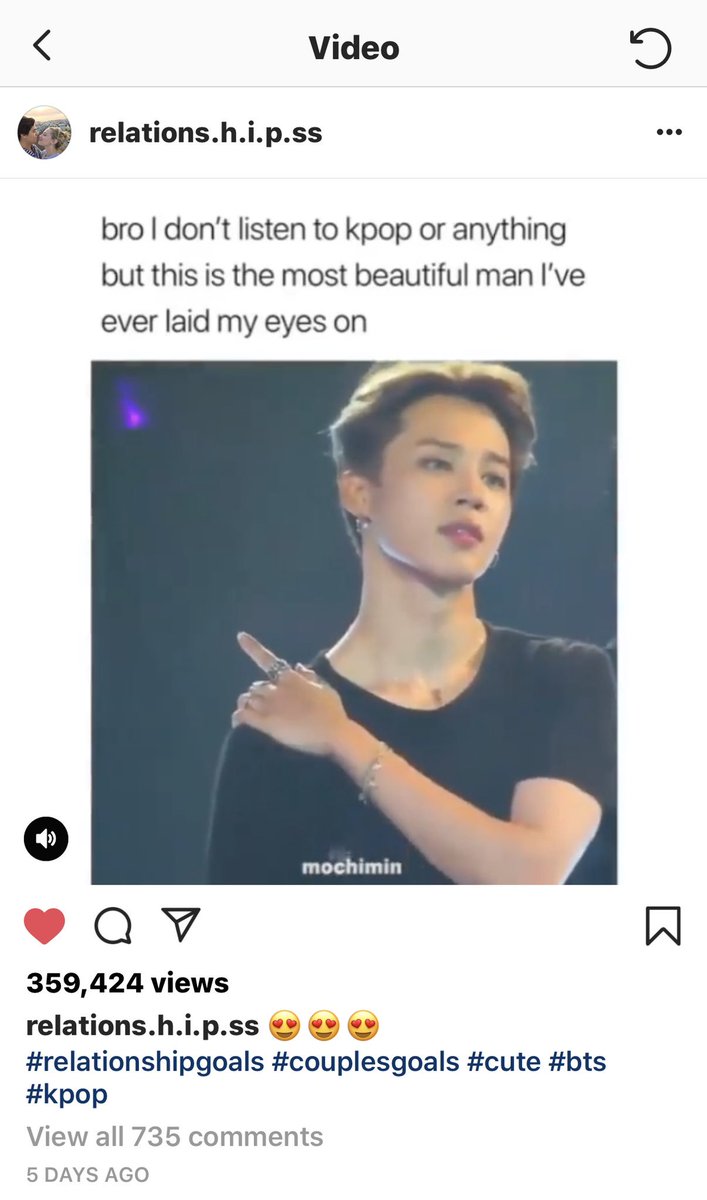 Video
relations.h.i.p.ss
bro I don't listen to kpop or anything
but this is the most beautiful man I've
ever laid my eyes on
mochimin
359,424 views
relations.h.i.p.ss 😍 😍 😍
#relationshipgoals #couplesgoals #cute #bts
#kpop
View all 735 comments
5 DAYS AGO